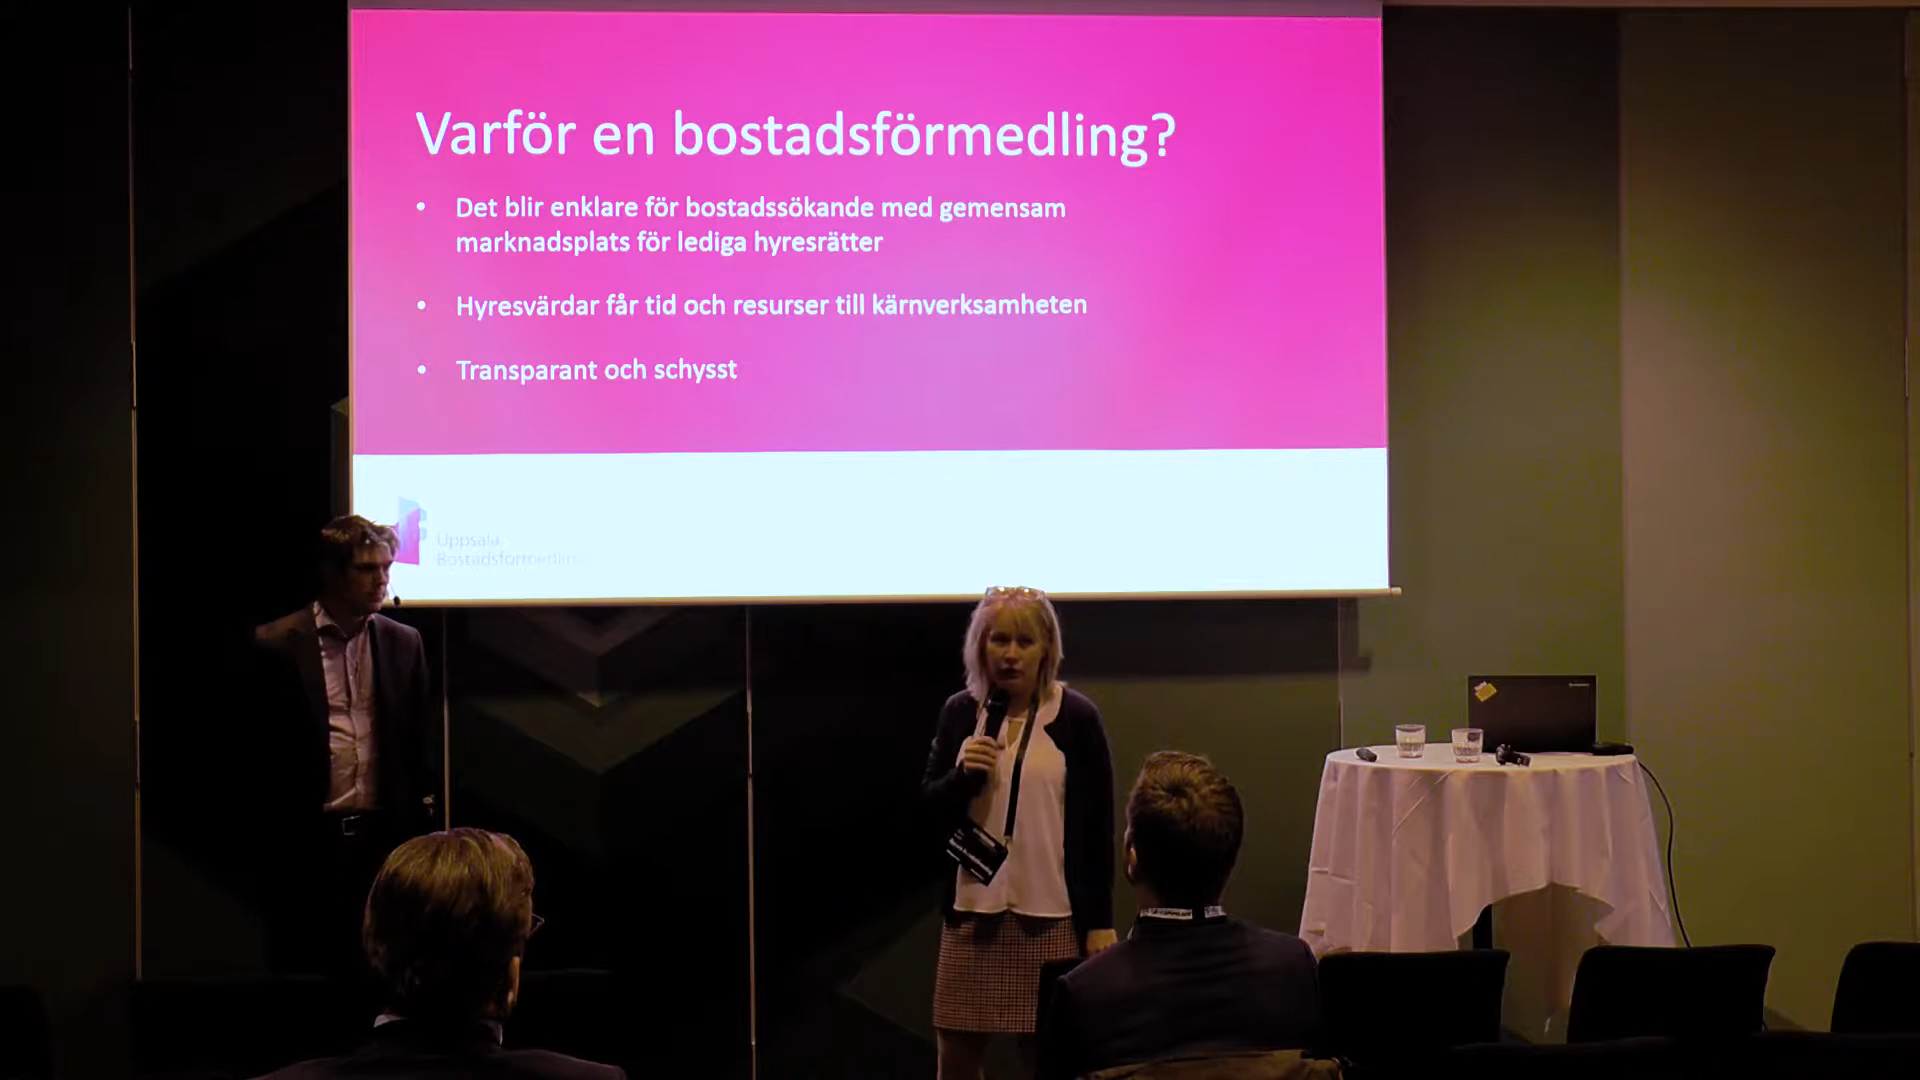 Varför en bostadsförmedling?
• Det blir enklare för bostadssökande med gemensam
marknadsplats för lediga hyresrätter
• Hyresvärdar får tid och resurser till kärnverksamheten
• Transparant och schysst
Uppsala
Bostadsförmedling